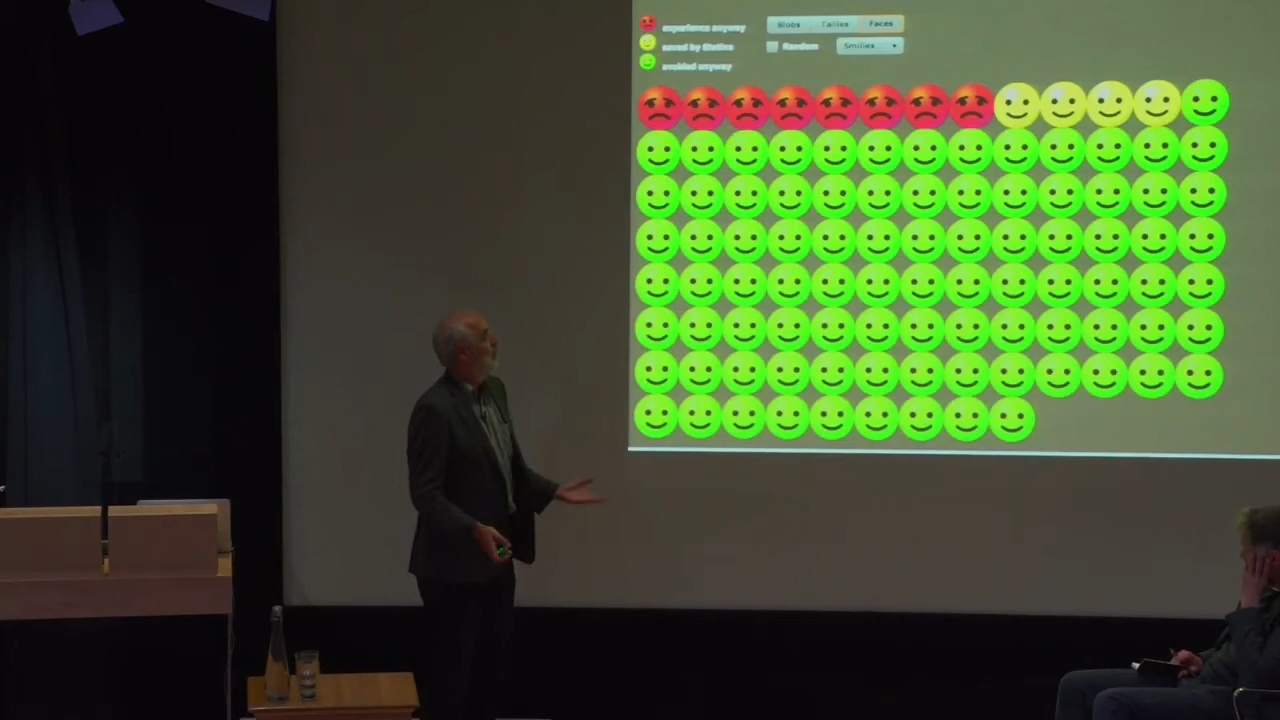 experience anyway
saved by Statins
avoided anyway
Blobs Tallies Faces
Random Smilies